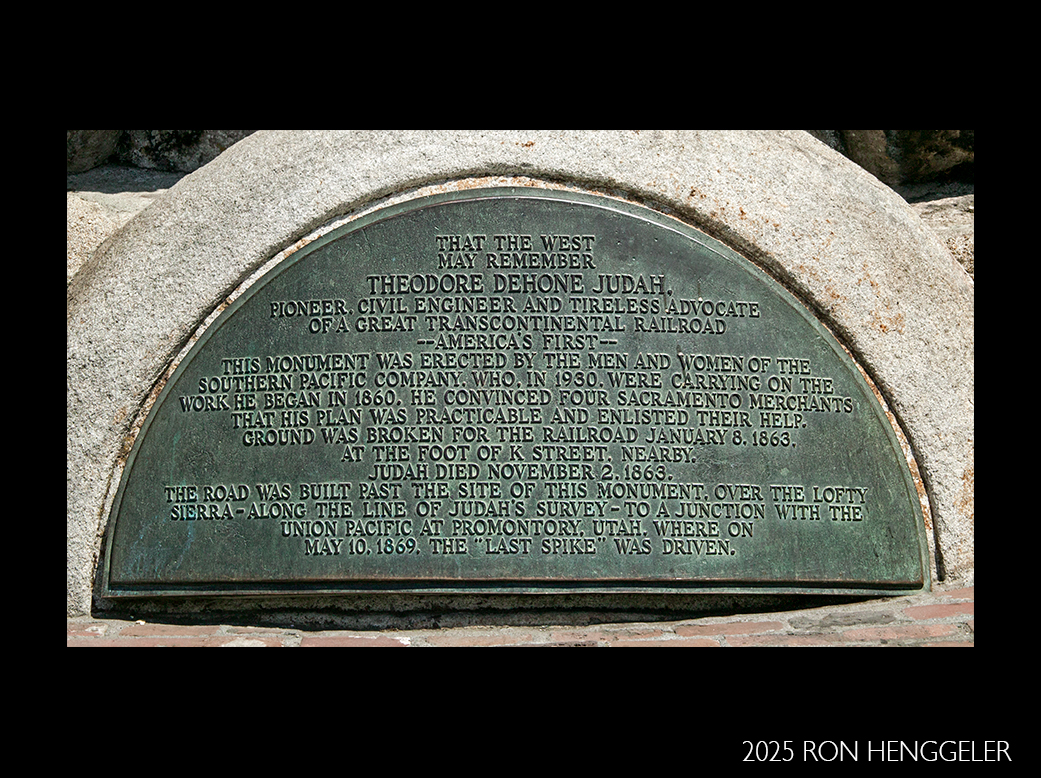 THAT THE WEST
MAY REMEMBER
THEODORE DEHONE JUDAH,
PIONEER, CIVIL ENGINEER AND TIRELESS ADVOCATE
OF A GREAT TRANSCONTINENTAL RAILROAD
--AMERICA'S FIRST--
THIS MONUMENT WAS ERECTED BY THE MEN AND WOMEN OF THE
SOUTHERN PACIFIC COMPANY, WHO, IN 1930, WERE CARRYING ON THE
WORK HE BEGAN IN 1860. HE CONVINCED FOUR SACRAMENTO MERCHANTS
THAT HIS PLAN WAS PRACTICABLE AND ENLISTED THEIR HELP.
GROUND WAS BROKEN FOR THE RAILROAD JANUARY 8, 1863,
AT THE FOOT OF K STREET, NEARBY.
JUDAH DIED NOVEMBER 2, 1863.
THE ROAD WAS BUILT PAST THE SITE OF THIS MONUMENT, OVER THE LOFTY
SIERRA-ALONG THE LINE OF JUDAH'S SURVEY-TO A JUNCTION WITH THE
UNION PACIFIC AT PROMONTORY, UTAH, WHERE ON
MAY 10, 1869, THE "LAST SPIKE" WAS DRIVEN.
2025 RON HENGGELER